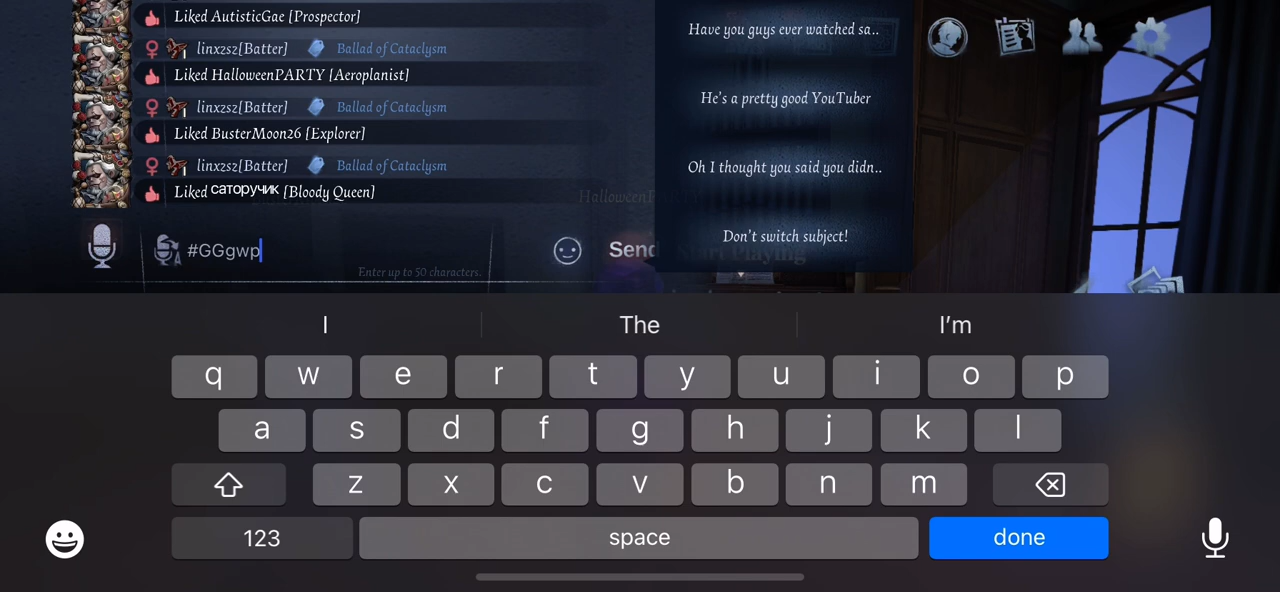 Liked AutisticGae [Prospector]
linxzsz[Batter] Ballad of Cataclysm
Liked HalloweenPARTY [Aeroplanist]
linxzsz[Batter] Ballad of Cataclysm
Liked BusterMoon26 [Explorer]
linxzsz[Batter] Ballad of Cataclysm
Liked саторучик [Bloody Queen]
Have you guys ever watched sa..
He's a pretty good YouTuber
Oh I thought you said you didn..
Don't switch subject!
#GGgwp
Enter up to 50 characters.
Send
Playing
I The I'm
q w e r t y u i o p
a s d f g h j k l
z x c v b n m
123 space done